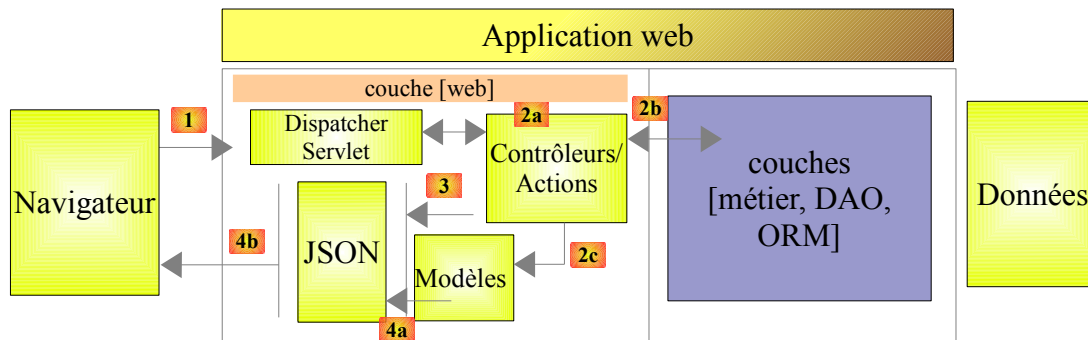 Application web
couche [web]
1
Dispatcher
Servlet
2a
2b
Contrôleurs/
Actions
Navigateur
couches
[métier, DAO,
ORM]
Données
3
4b
JSON
Modèles
2c
4a